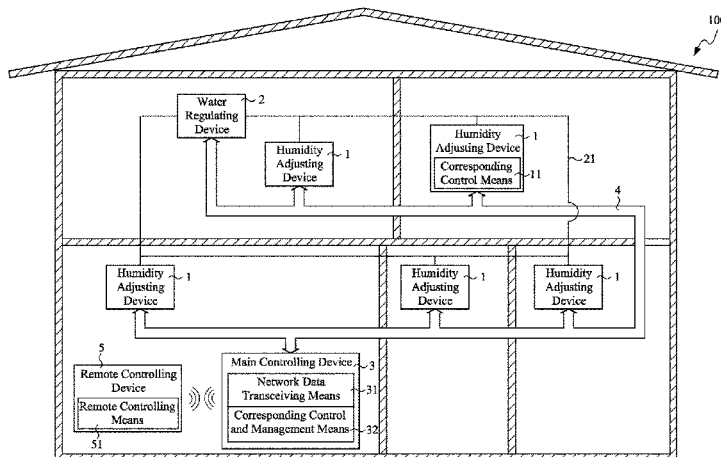 100
Water
Regulating
Device
2
Humidity
Adjusting Device
1
Humidity
Adjusting Device
1
Corresponding
Control Means
11
21
4
Humidity
Adjusting
Device
1
Humidity
Adjusting
Device
1
Humidity
Adjusting
Device
1
5
Remote Controlling
Device
Remote Controlling
Means
51
Main Controlling Device
3
Network Data
Transceiving Means
31
Corresponding Control
and Management Means
32